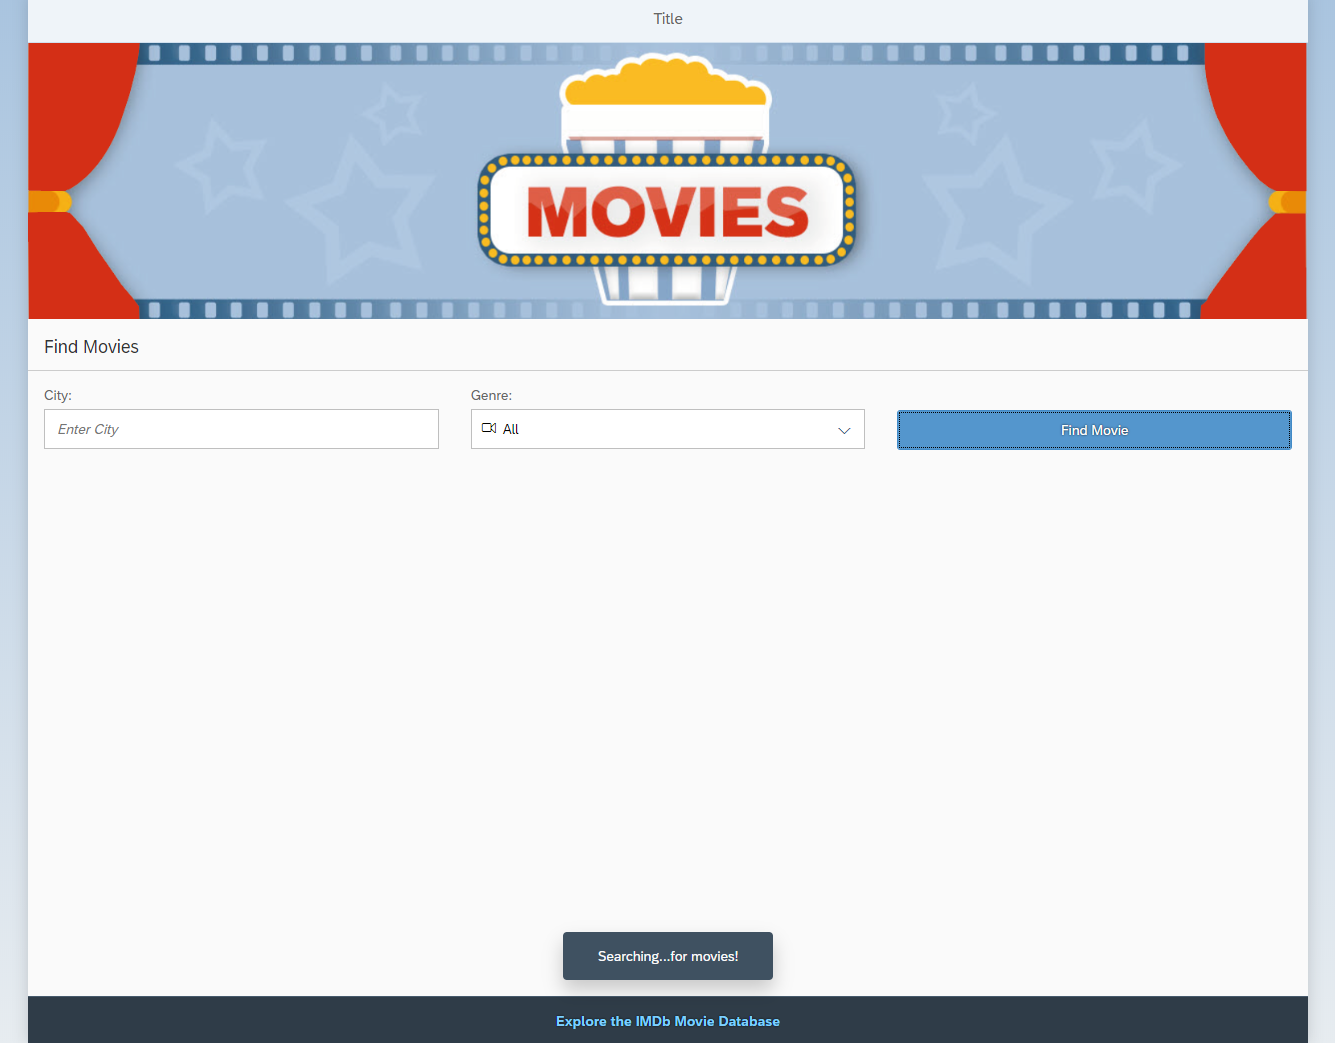 Title
MOVIES
Find Movies
City:
Genre:
Enter City
All
Find Movie
Searching...for movies!
Explore the IMDb Movie Database